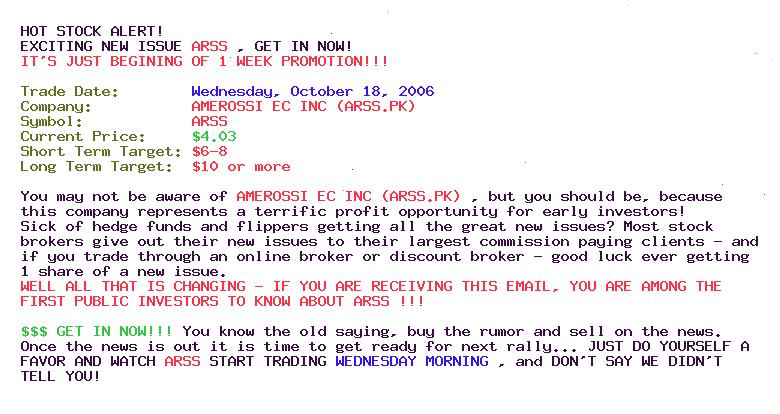 HOT STOCK ALERT!
EXCITING NEW ISSUE ARSS , GET IN NOW!
IT'S JUST BEGINING OF 1 WEEK PROMOTION!!!
Trade Date: Wednesday, October 18, 2006
Company: AMEROSSI EC INC (ARSS.PK)
Symbol: ARSS
Current Price: $4.03
Short Term Target: $6-8
Long Term Target: $10 or more
You may not be aware of AMEROSSI EC INC (ARSS.PK) , but you should be, because
this company represents a terrific profit opportunity for early investors!
Sick of hedge funds and flippers getting all the great new issues? Most stock
brokers give out their new issues to their largest commission paying clients - and
if you trade through an online broker or discount broker - good luck ever getting
1 share of a new issue.
WELL ALL THAT IS CHANGING - IF YOU ARE RECEIVING THIS EMAIL, YOU ARE AMONG THE
FIRST PUBLIC INVESTORS TO KNOW ABOUT ARSS !!!
$$$ GET IN NOW!!! You know the old saying, buy the rumor and sell on the news.
Once the news is out it is time to get ready for next rally... JUST DO YOURSELF A
FAVOR AND WATCH ARSS START TRADING WEDNESDAY MORNING , and DON'T SAY WE DIDN'T
TELL YOU!